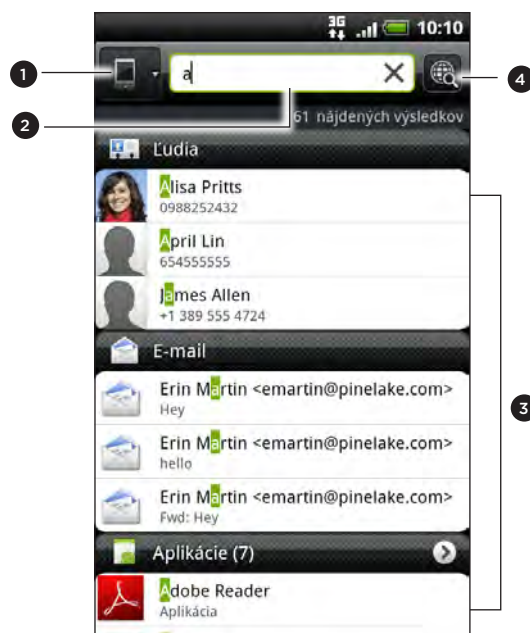 3G 10:10
1
a
4
2
61 nájdených výsledkov
Ľudia
Alisa Pritts
0988252432
April Lin
654555555
James Allen
+1 389 555 4724
E-mail
Erin Martin <emartin@pinelake.com>
Hey
3
Erin Martin <emartin@pinelake.com>
hello
Erin Martin <emartin@pinelake.com>
Fwd: Hey
Aplikácie (7)
Adobe Reader
Aplikácia